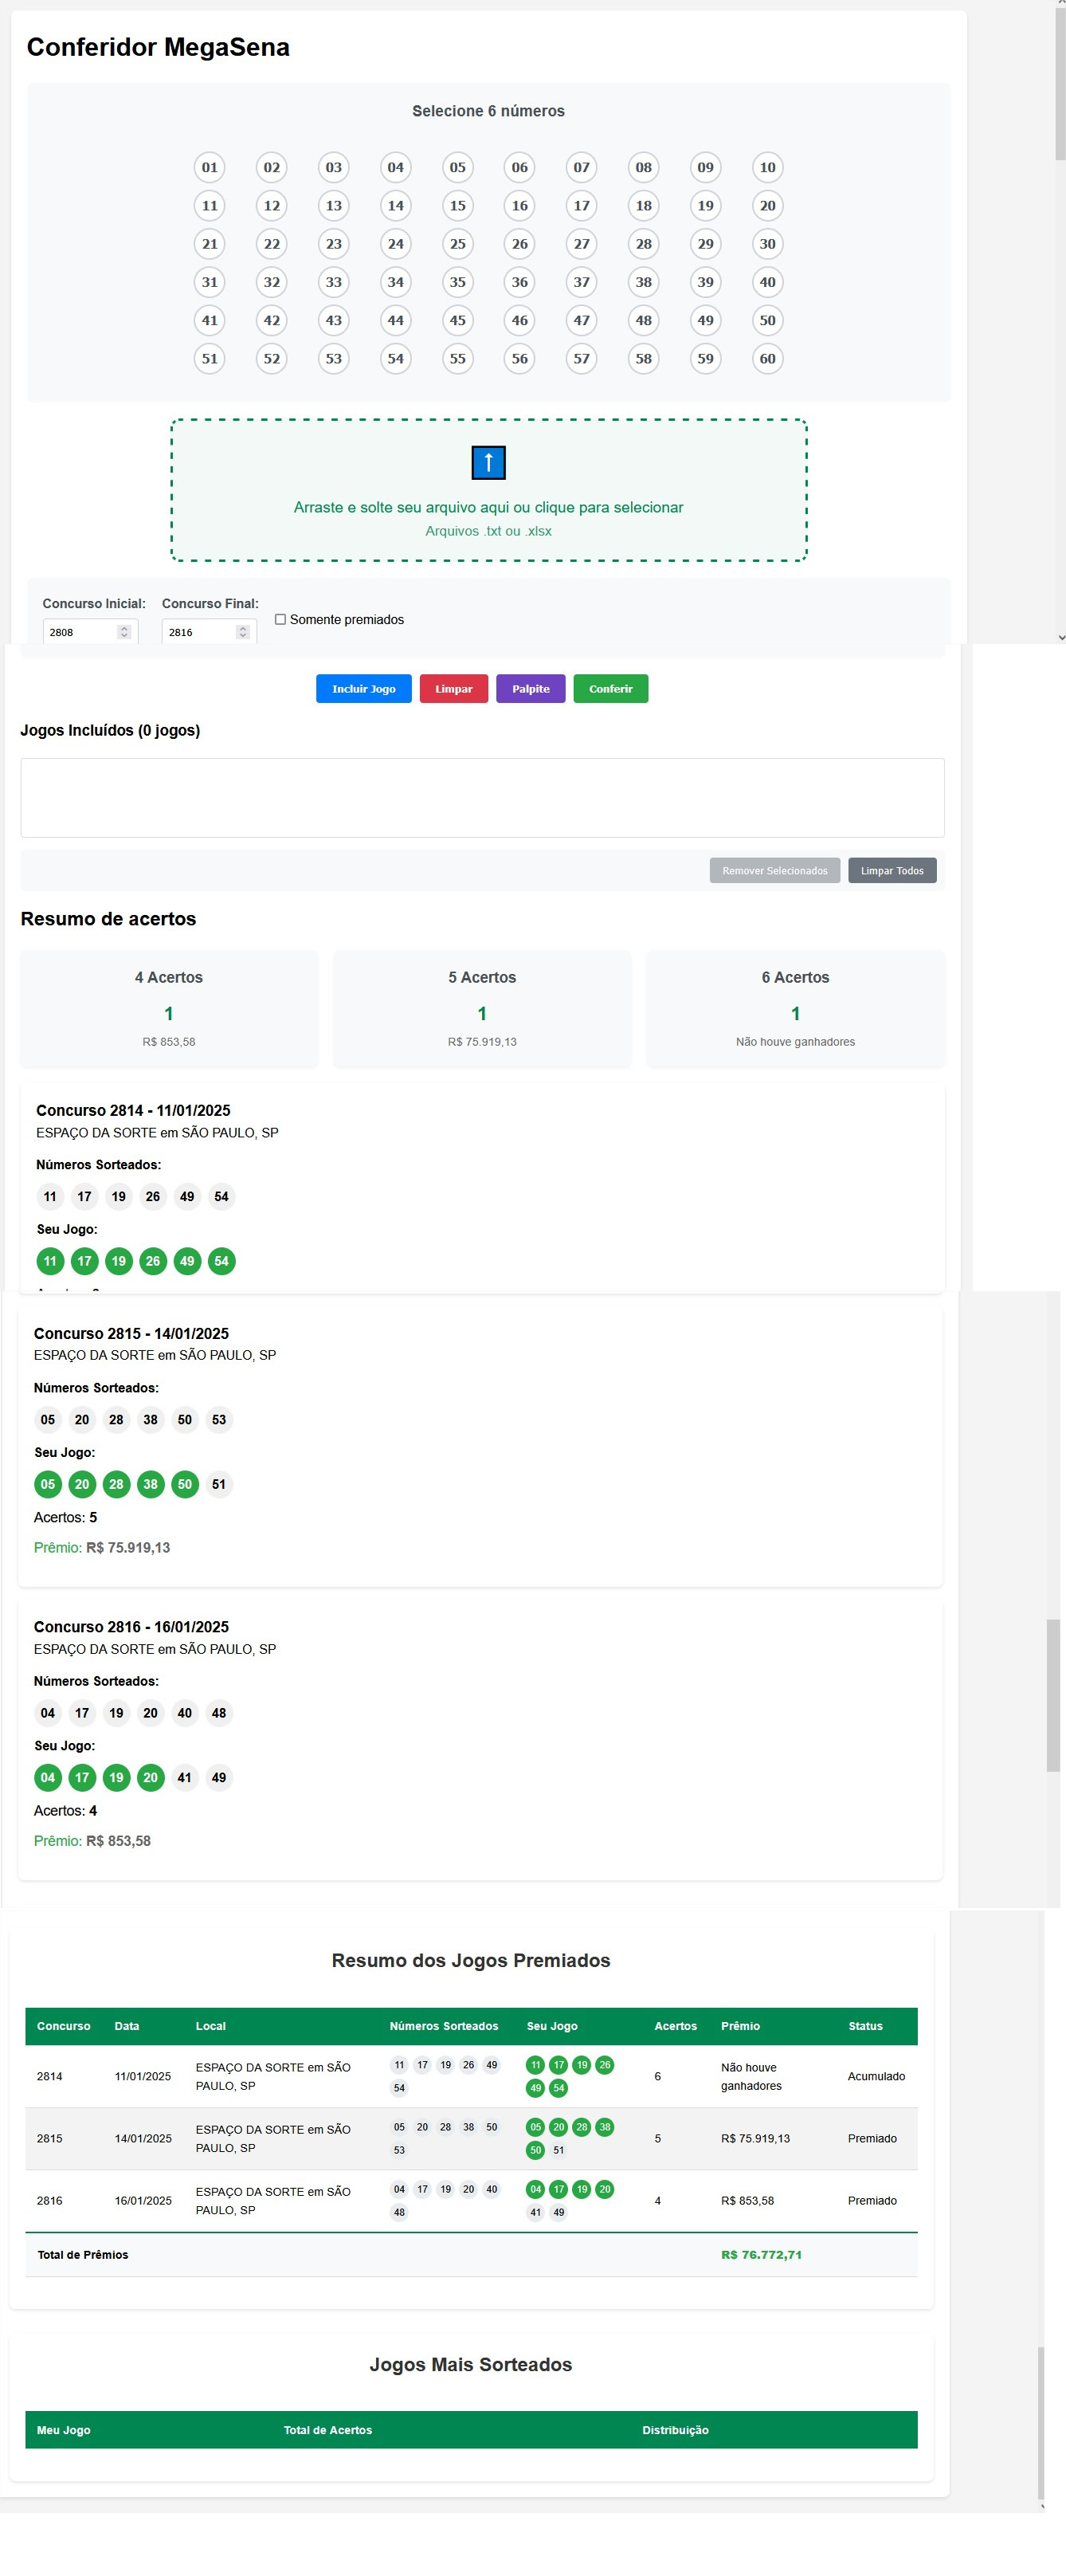 Conferidor MegaSena
Selecione 6 números
01 02 03 04 05 06 07 08 09 10
11 12 13 14 15 16 17 18 19 20
21 22 23 24 25 26 27 28 29 30
31 32 33 34 35 36 37 38 39 40
41 42 43 44 45 46 47 48 49 50
51 52 53 54 55 56 57 58 59 60
Arraste e solte seu arquivo aqui ou clique para selecionar
Arquivos .txt ou .xlsx
Concurso Inicial: Concurso Final:
Somente premiados
2808 2816
Incluir Jogo Limpar Palpite Conferir
Jogos Incluídos (0 jogos)
Remover Selecionados Limpar Todos
Resumo de acertos
4 Acertos 5 Acertos 6 Acertos
1 1 1
R$ 853,58 R$ 75.919,13 Não houve ganhadores
Concurso 2814 - 11/01/2025
ESPAÇO DA SORTE em SÃO PAULO, SP
Números Sorteados:
11 17 19 26 49 54
Seu Jogo:
11 17 19 26 49 54
Concurso 2815 - 14/01/2025
ESPAÇO DA SORTE em SÃO PAULO, SP
Números Sorteados:
05 20 28 38 50 53
Seu Jogo:
05 20 28 38 50 51
Acertos: 5
Prêmio: R$ 75.919,13
Concurso 2816 - 16/01/2025
ESPAÇO DA SORTE em SÃO PAULO, SP
Números Sorteados:
04 17 19 20 40 48
Seu Jogo:
04 17 19 20 41 49
Acertos: 4
Prêmio: R$ 853,58
Resumo dos Jogos Premiados
Concurso Data Local Números Sorteados Seu Jogo Acertos Prêmio Status
2814 11/01/2025 ESPAÇO DA SORTE em SÃO PAULO, SP 11 17 19 26 49 54 11 17 19 26 49 54 6 Não houve ganhadores Acumulado
2815 14/01/2025 ESPAÇO DA SORTE em SÃO PAULO, SP 05 20 28 38 50 53 05 20 28 38 50 51 5 R$ 75.919,13 Premiado
2816 16/01/2025 ESPAÇO DA SORTE em SÃO PAULO, SP 04 17 19 20 40 48 04 17 19 20 41 49 4 R$ 853,58 Premiado
Total de Prêmios R$ 76.772,71
Jogos Mais Sorteados
Meu Jogo Total de Acertos Distribuição